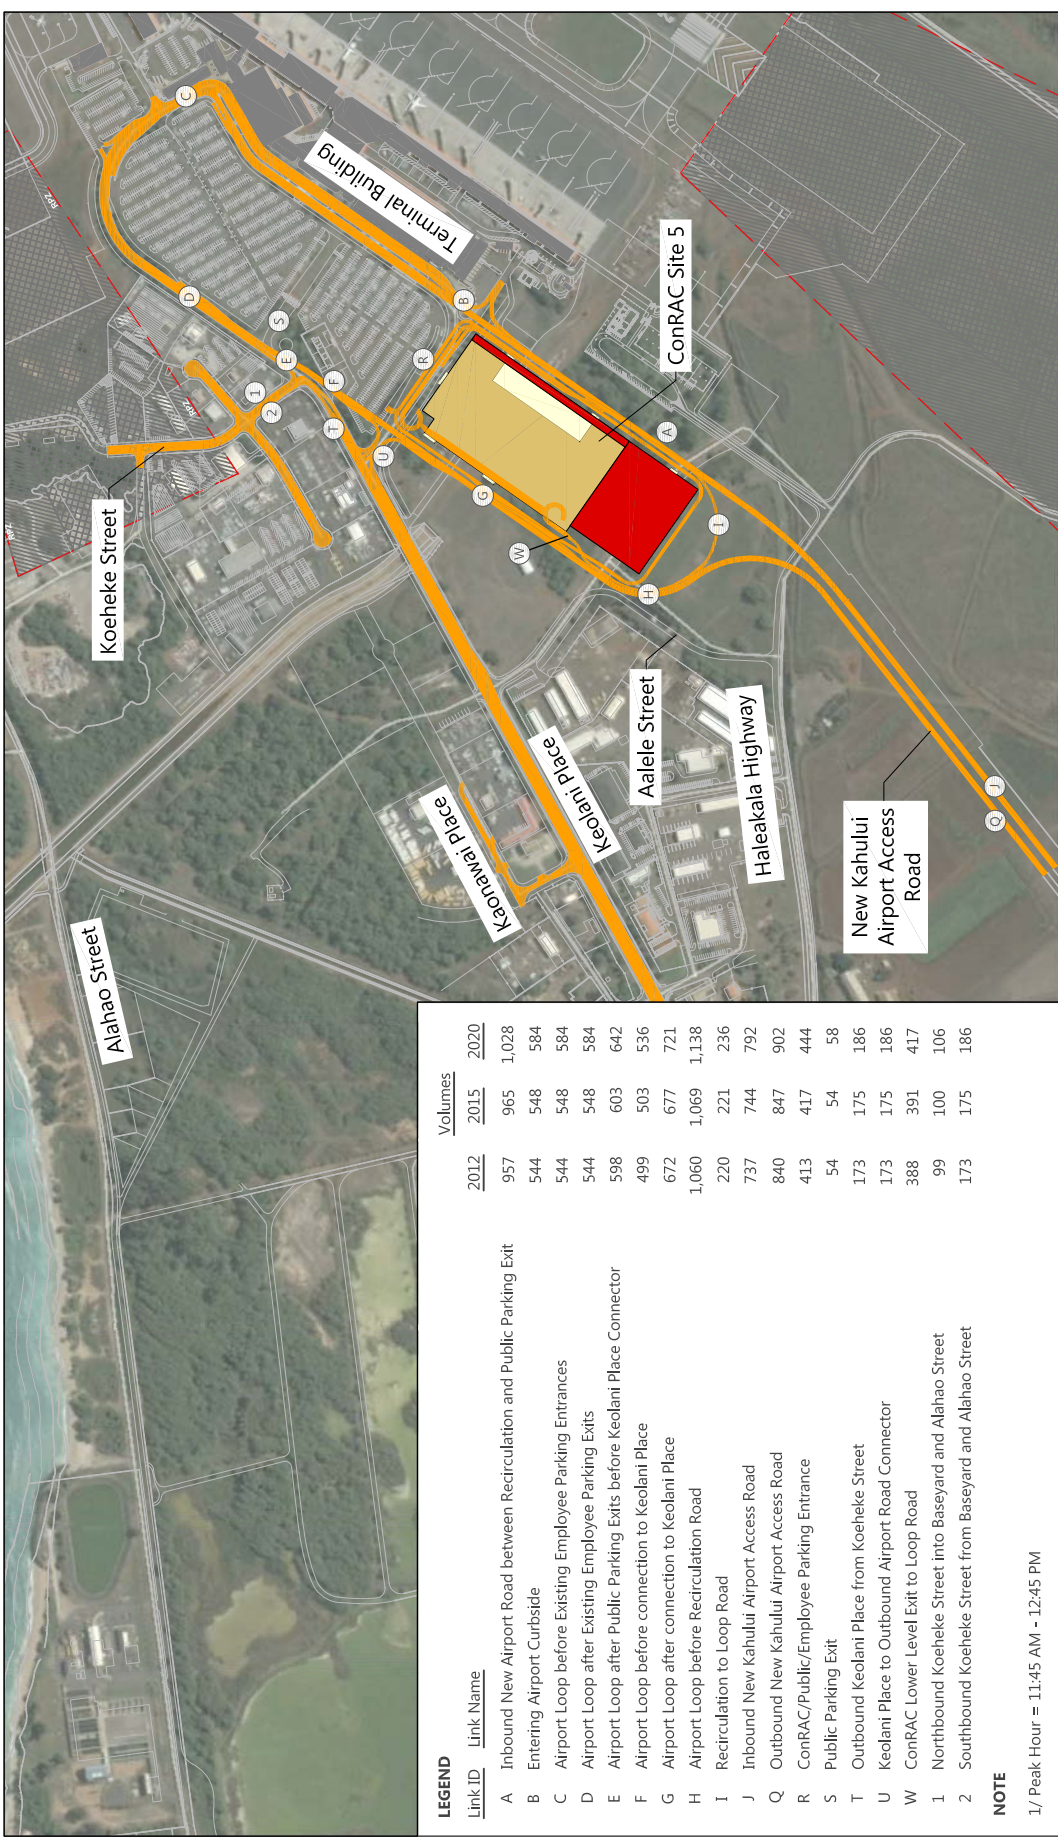 RPZ
RPZ
RPZ
C
D
S
E
F
T
U
R
B
1
2
G
W
A
I
H
J
Q
Terminal Building
ConRAC Site 5
Koeheke Street
Aalele Street
Haleakala Highway
Keolani Place
Kaonawai Place
New Kahului
Airport Access
Road
Alahao Street
LEGEND
Volumes
Link ID Link Name 2012 2015 2020
A Inbound New Airport Road between Recirculation and Public Parking Exit 957 965 1,028
B Entering Airport Curbside 544 548 584
C Airport Loop before Existing Employee Parking Entrances 544 548 584
D Airport Loop after Existing Employee Parking Exits 544 548 584
E Airport Loop after Public Parking Exits before Keolani Place Connector 598 603 642
F Airport Loop before connection to Keolani Place 499 503 536
G Airport Loop after connection to Keolani Place 672 677 721
H Airport Loop before Recirculation Road 1,060 1,069 1,138
I Recirculation to Loop Road 220 221 236
J Inbound New Kahului Airport Access Road 737 744 792
Q Outbound New Kahului Airport Access Road 840 847 902
R ConRAC/Public/Employee Parking Entrance 413 417 444
S Public Parking Exit 54 54 58
T Outbound Keolani Place from Koeheke Street 173 175 186
U Keolani Place to Outbound Airport Road Connector 173 175 186
W ConRAC Lower Level Exit to Loop Road 388 391 417
1 Northbound Koeheke Street into Baseyard and Alahao Street 99 100 106
2 Southbound Koeheke Street from Baseyard and Alahao Street 173 175 186
NOTE
1/ Peak Hour = 11:45 AM - 12:45 PM